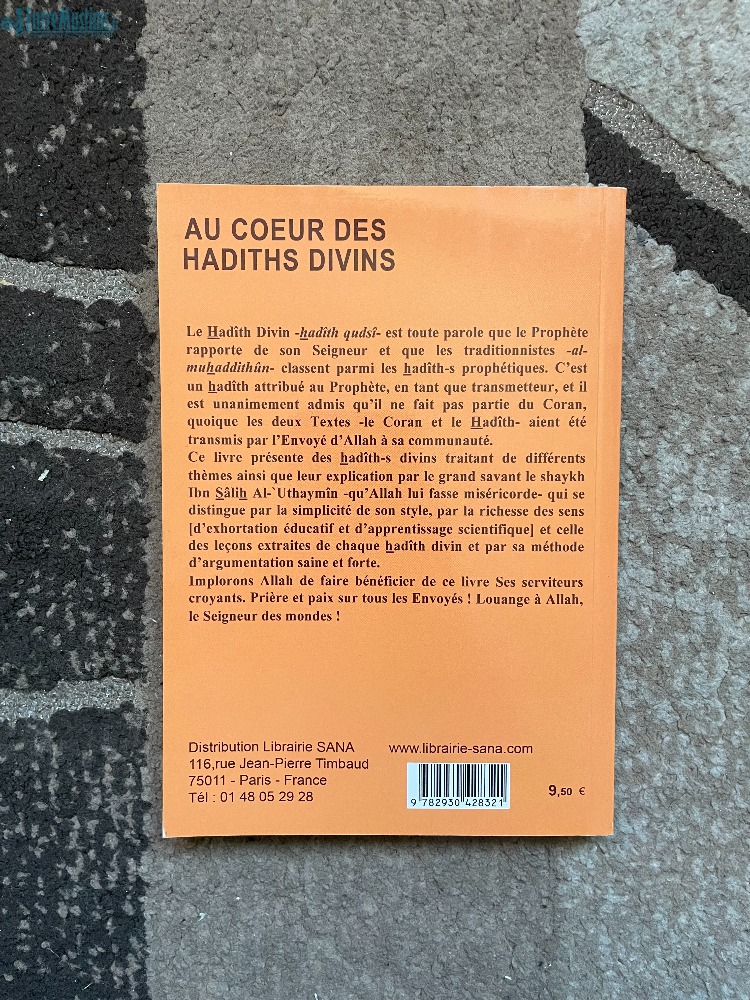 AU COEUR DES
HADITHS DIVINS
Le Hadîth Divin -hadîth qudsî- est toute parole que le Prophète
rapporte de son Seigneur et que les traditionnistes -al-
muhaddithûn- classent parmi les hadîth-s prophétiques. C'est
un hadîth attribué au Prophète, en tant que transmetteur, et il
est unanimement admis qu'il ne fait pas partie du Coran,
quoique les deux Textes -le Coran et le Hadîth- aient été
transmis par l'Envoyé d'Allah à sa communauté.
Ce livre présente des hadîth-s divins traitant de différents
thèmes ainsi que leur explication par le grand savant le shaykh
Ibn Sâlih Al-`Uthaymîn -qu'Allah lui fasse miséricorde- qui se
distingue par la simplicité de son style, par la richesse des sens
[d'exhortation éducatif et d'apprentissage scientifique] et celle
des leçons extraites de chaque hadîth divin et par sa méthode
d'argumentation saine et forte.
Implorons Allah de faire bénéficier de ce livre Ses serviteurs
croyants. Prière et paix sur tous les Envoyés ! Louange à Allah,
le Seigneur des mondes !
Distribution Librairie SANA
116,rue Jean-Pierre Timbaud
75011 - Paris - France
Tél : 01 48 05 29 28
www.librairie-sana.com
9 782930 428321
9,50 €